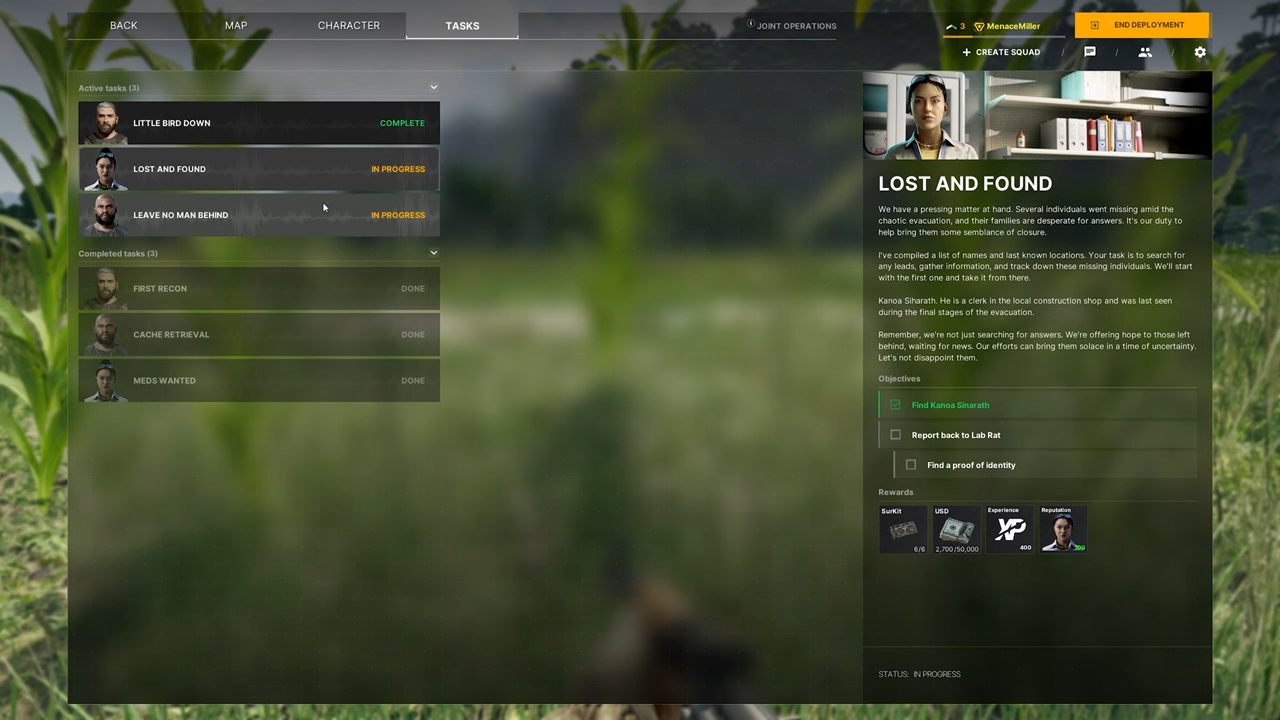 BACK
MAP
CHARACTER
TASKS
JOINT OPERATIONS
3
MenaceMiller
END DEPLOYMENT
+ CREATE SQUAD
/
/
/
Active tasks (3)
LITTLE BIRD DOWN
COMPLETE
LOST AND FOUND
IN PROGRESS
LEAVE NO MAN BEHIND
IN PROGRESS
Completed tasks (3)
FIRST RECON
DONE
CACHE RETRIEVAL
DONE
MEDS WANTED
DONE
LOST AND FOUND
We have a pressing matter at hand. Several individuals went missing amid the
chaotic evacuation, and their families are desperate for answers. It's our duty to
help bring them some semblance of closure.
I've compiled a list of names and last known locations. Your task is to search for
any leads, gather information, and track down these missing individuals. We'll start
with the first one and take it from there.
Kanoa Siharath. He is a clerk in the local construction shop and was last seen
during the final stages of the evacuation.
Remember, we're not just searching for answers. We're offering hope to those left
behind, waiting for news. Our efforts can bring them solace in a time of uncertainty.
Let's not disappoint them.
Objectives
Find Kanoa Sinarath
Report back to Lab Rat
Find a proof of identity
Rewards
SurKit
6/6
USD
2,700/50,000
Experience
XP
400
Reputation
STATUS: IN PROGRESS